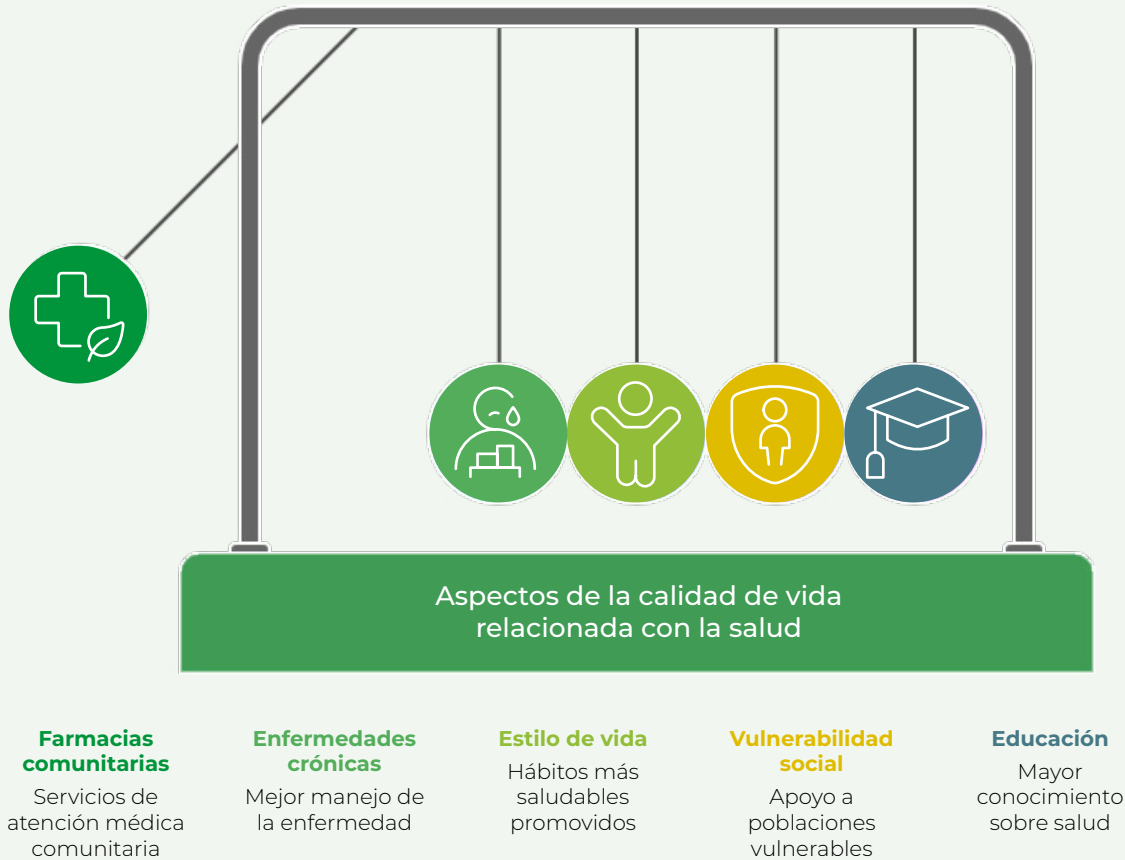 Aspectos de la calidad de vida
relacionada con la salud
Farmacias
comunitarias
Servicios de
atención médica
comunitaria
Enfermedades
crónicas
Mejor manejo de
la enfermedad
Estilo de vida
Hábitos más
saludables
promovidos
Vulnerabilidad
social
Apoyo a
poblaciones
vulnerables
Educación
Mayor
conocimiento
sobre salud